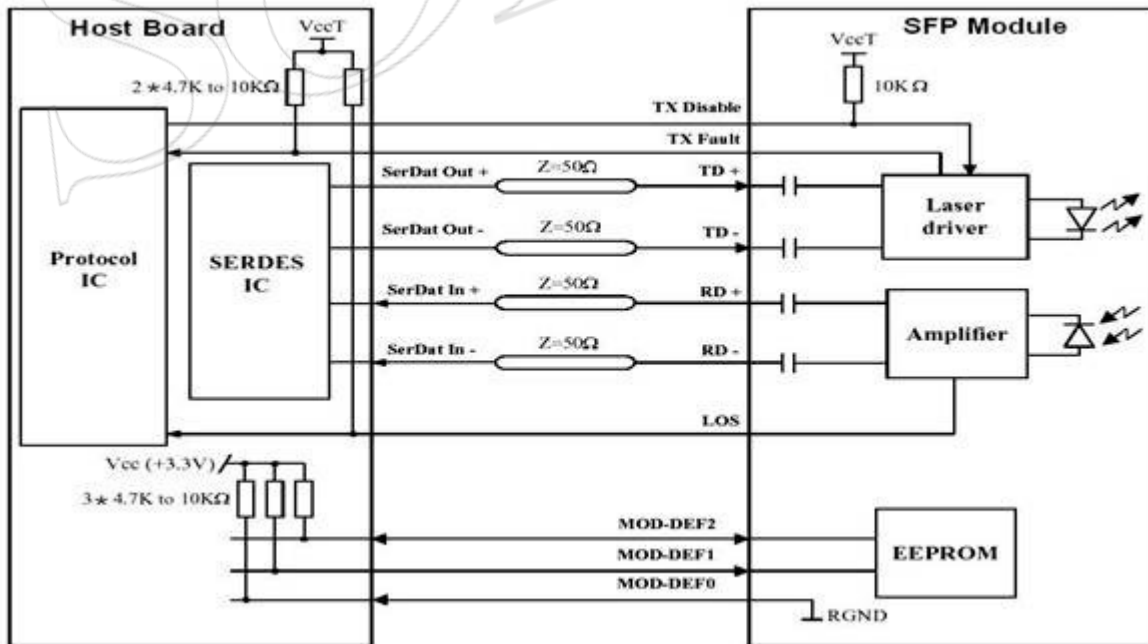 Host Board
SFP Module
VccT
VccT
2*4.7K to 10KΩ
10KΩ
TX Disable
TX Fault
SerDat Out +
Z=50Ω
TD +
SerDat Out -
Z=50Ω
TD -
Laser
driver
Protocol
IC
SERDES
IC
SerDat In +
Z=50Ω
RD +
SerDat In -
Z=50Ω
RD -
Amplifier
LOS
Vcc (+3.3V)
3*4.7K to 10KΩ
MOD-DEF2
MOD-DEF1
MOD-DEF0
EEPROM
RGND